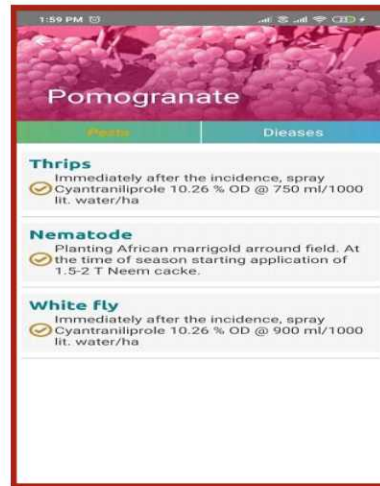 1:59 PM
Pomogranate
Pests
Dieases
Thrips
Immediately after the incidence, spray
Cyantraniliprole 10.26 % OD @ 750 ml/1000
lit. water/ha
Nematode
Planting African marrigold arround field. At
the time of season starting application of
1.5-2 T Neem cacke.
White fly
Immediately after the incidence, spray
Cyantraniliprole 10.26 % OD @ 900 ml/1000
lit. water/ha